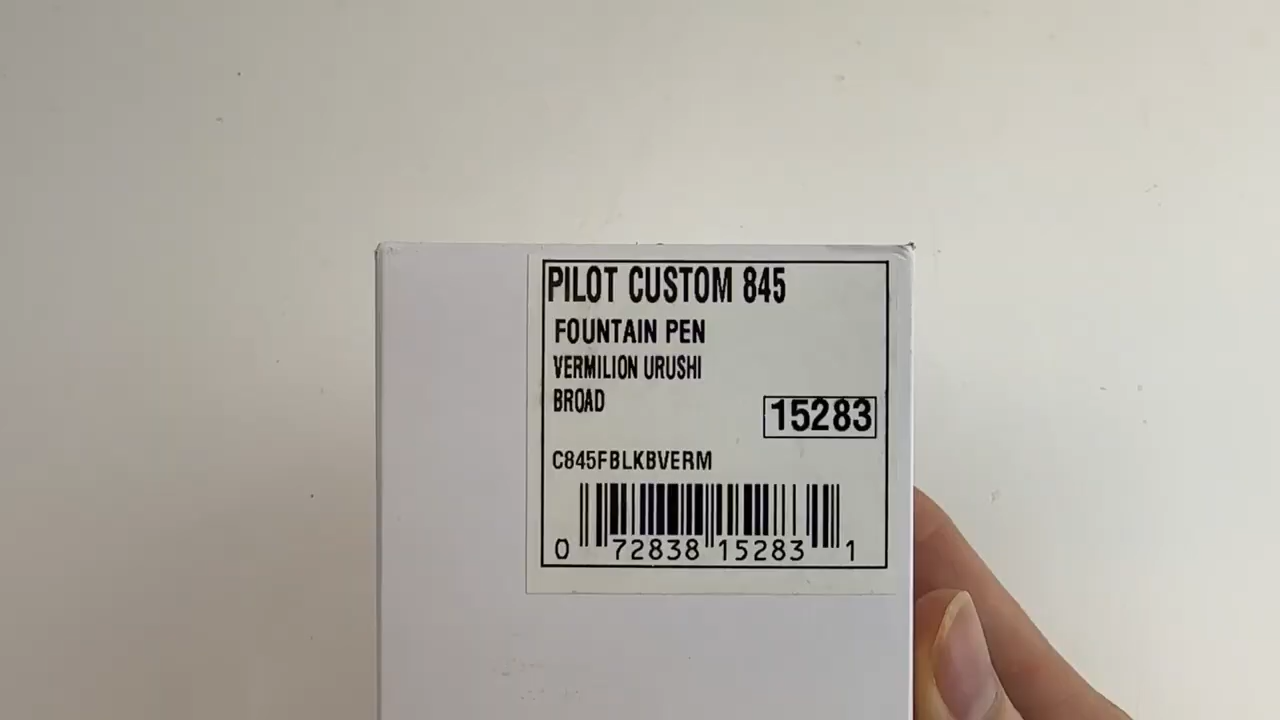 PILOT CUSTOM 845
FOUNTAIN PEN
VERMILION URUSHI
BROAD
15283
C845FBLKBVERM
0 72838 15283 1